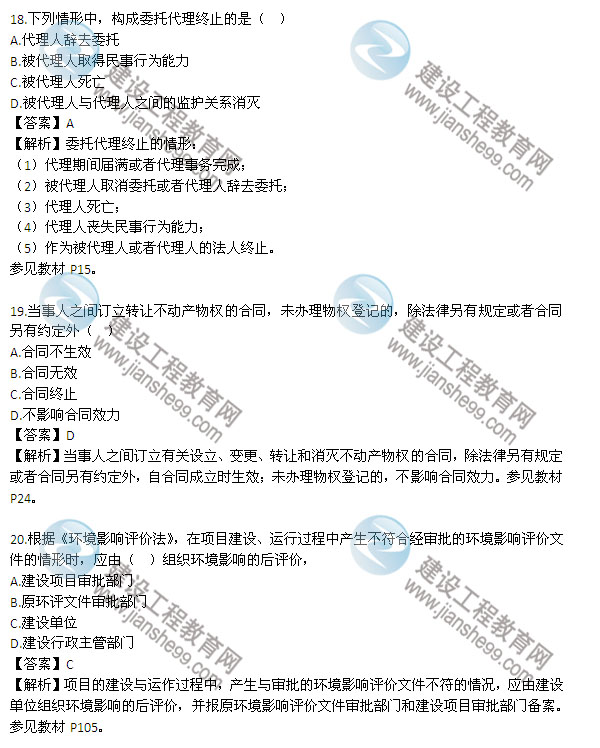 18.下列情形中，构成委托代理终止的是（　）
A.代理人辞去委托
B.被代理人取得民事行为能力
C.被代理人死亡
D.被代理人与代理人之间的监护关系消灭
【答案】A
【解析】委托代理终止的情形：
（1）代理期间届满或者代理事务完成；
（2）被代理人取消委托或者代理人辞去委托；
（3）代理人死亡；
（4）代理人丧失民事行为能力；
（5）作为被代理人或者代理人的法人终止。
参见教材 P15。
19.当事人之间订立转让不动产物权的合同，未办理物权登记的，除法律另有规定或者合同
另有约定外（　）
A.合同不生效
B.合同无效
C.合同终止
D.不影响合同效力
【答案】D
【解析】当事人之间订立有关设立、变更、转让和消灭不动产物权的合同，除法律另有规定
或者合同另有约定外，自合同成立时生效；未办理物权登记的，不影响合同效力。参见教材
P24。
20.根据《环境影响评价法》，在项目建设、运行过程中产生不符合经审批的环境影响评价文
件的情形时，应由（　）组织环境影响的后评价，
A.建设项目审批部门
B.原环评文件审批部门
C.建设单位
D.建设行政主管部门
【答案】C
【解析】项目的建设与运作过程中，产生与审批的环境影响评价文件不符的情况，应由建设
单位组织环境影响的后评价，并报原环境影响评价文件审批部门和建设项目审批部门备案。
参见教材 P105。
建设工程教育网
www.jianshe99.com
建设工程教育网
www.jianshe99.com
建设工程教育网
www.jianshe99.com
建设工程教育网
www.jianshe99.com
建设工程教育网
www.jianshe99.com
建设工程教育网
www.jianshe99.com